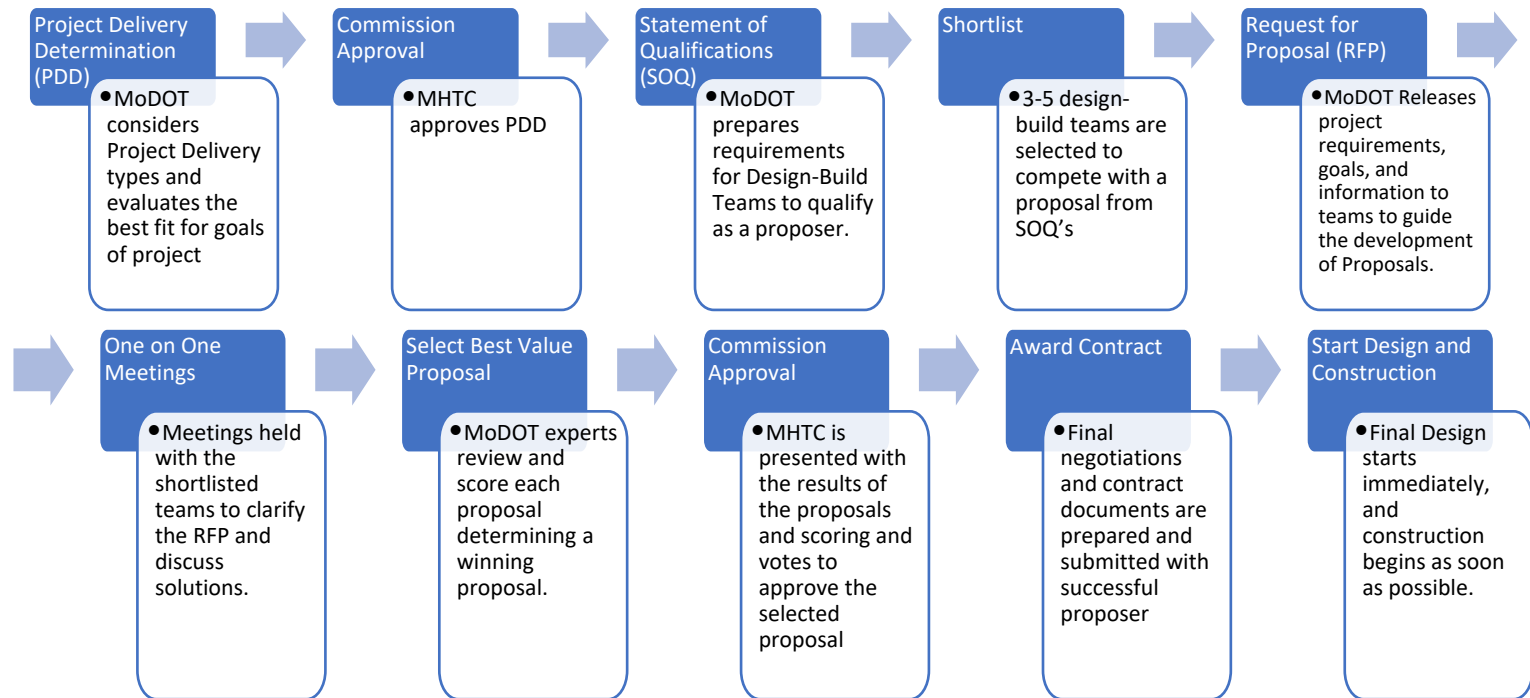 Project Delivery
Determination
(PDD)
• MoDOT
considers
Project Delivery
types and
evaluates the
best fit for goals
of project
Commission
Approval
• MHTC
approves PDD
Statement of
Qualifications
(SOQ)
• MoDOT
prepares
requirements
for Design-Build
Teams to qualify
as a proposer.
Shortlist
• 3-5 design-
build teams are
selected to
compete with a
proposal from
SOQ's
Request for
Proposal (RFP)
• MoDOT Releases
project
requirements,
goals, and
information to
teams to guide
the development
of Proposals.
One on One
Meetings
• Meetings held
with the
shortlisted
teams to clarify
the RFP and
discuss
solutions.
Select Best Value
Proposal
• MoDOT experts
review and
score each
proposal
determining a
winning
proposal.
Commission
Approval
• MHTC is
presented with
the results of
the proposals
and scoring and
votes to
approve the
selected
proposal
Award Contract
• Final
negotiations
and contract
documents are
prepared and
submitted with
successful
proposer
Start Design and
Construction
• Final Design
starts
immediately,
and
construction
begins as soon
as possible.